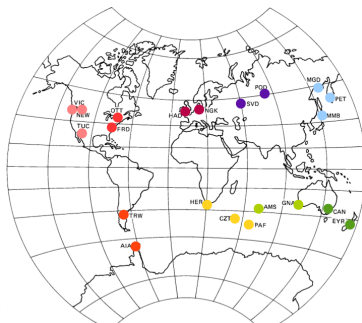 MGD
POD
PET
VIC
SVD
NEW
OTT
HAD
NGK
MMB
TUC
FRD
HER
AMS
GNA
CAN
TRW
CZT
PAF
EYR
AIA